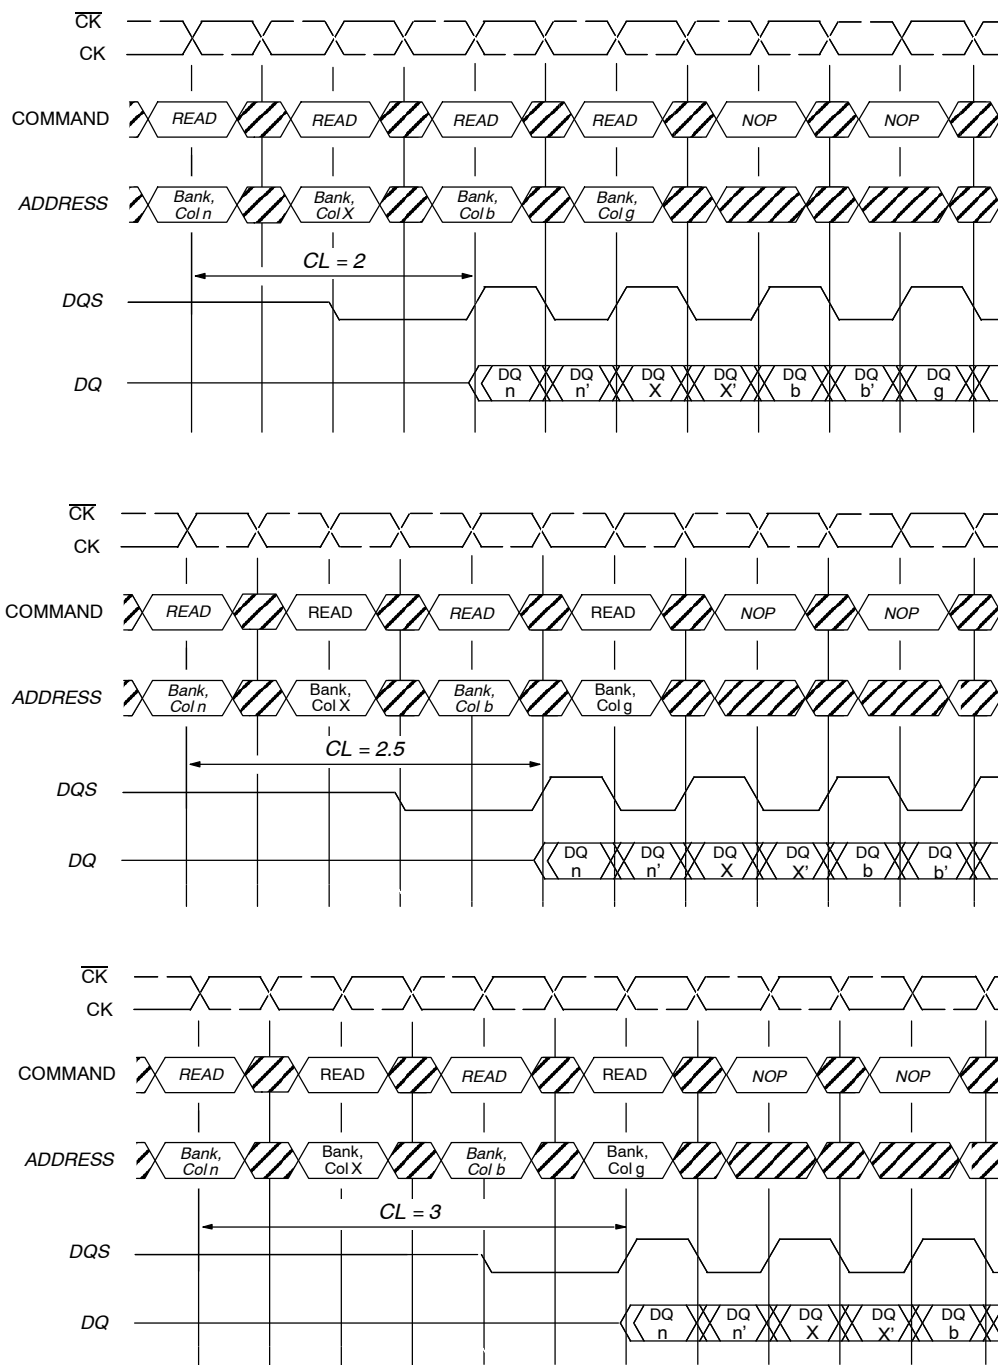 CK
CK
COMMAND READ READ READ READ NOP NOP
ADDRESS Bank, Col n Bank, Col X Bank, Col b Bank, Col g
CL = 2
DQS
DQ DQ n DQ n' DQ X DQ X' DQ b DQ b' DQ g
CK
CK
COMMAND READ READ READ READ NOP NOP
ADDRESS Bank, Col n Bank, Col X Bank, Col b Bank, Col g
CL = 2.5
DQS
DQ DQ n DQ n' DQ X DQ X' DQ b DQ b'
CK
CK
COMMAND READ READ READ READ NOP NOP
ADDRESS Bank, Col n Bank, Col X Bank, Col b Bank, Col g
CL = 3
DQS
DQ DQ n DQ n' DQ X DQ X' DQ b